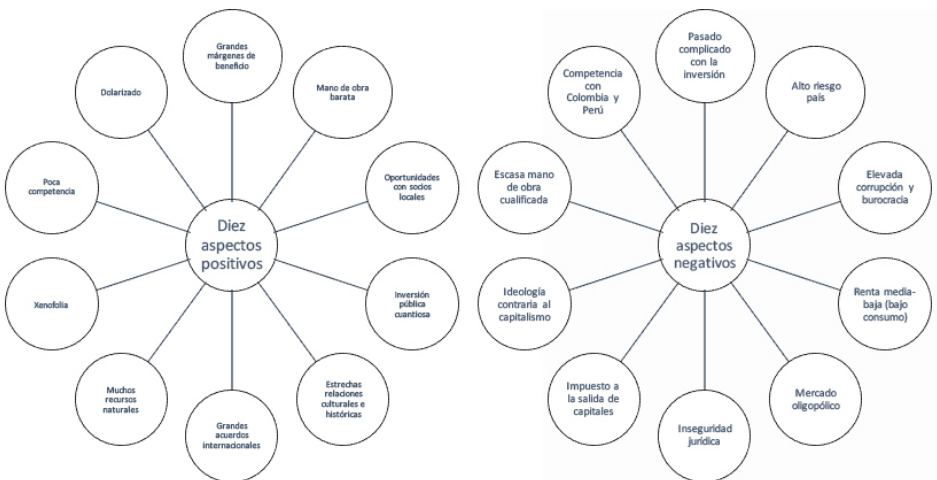 Diez
aspectos
positivos
Grandes
márgenes de
beneficio
Mano de obra
barata
Oportunidades
con socios
locales
Inversión
pública
cuantiosa
Estrechas
relaciones
culturales e
históricas
Grandes
acuerdos
internacionales
Muchos
recursos
naturales
Xenofolia
Poca
competencia
Dolarizado
Diez
aspectos
negativos
Pasado
complicado
con la
inversión
Alto riesgo
país
Elevada
corrupción y
burocracia
Renta media-
baja (bajo
consumo)
Mercado
oligopólico
Inseguridad
jurídica
Impuesto a
la salida de
capitales
Ideología
contraria al
capitalismo
Escasa mano
de obra
cualificada
Competencia
con
Colombia y
Perú